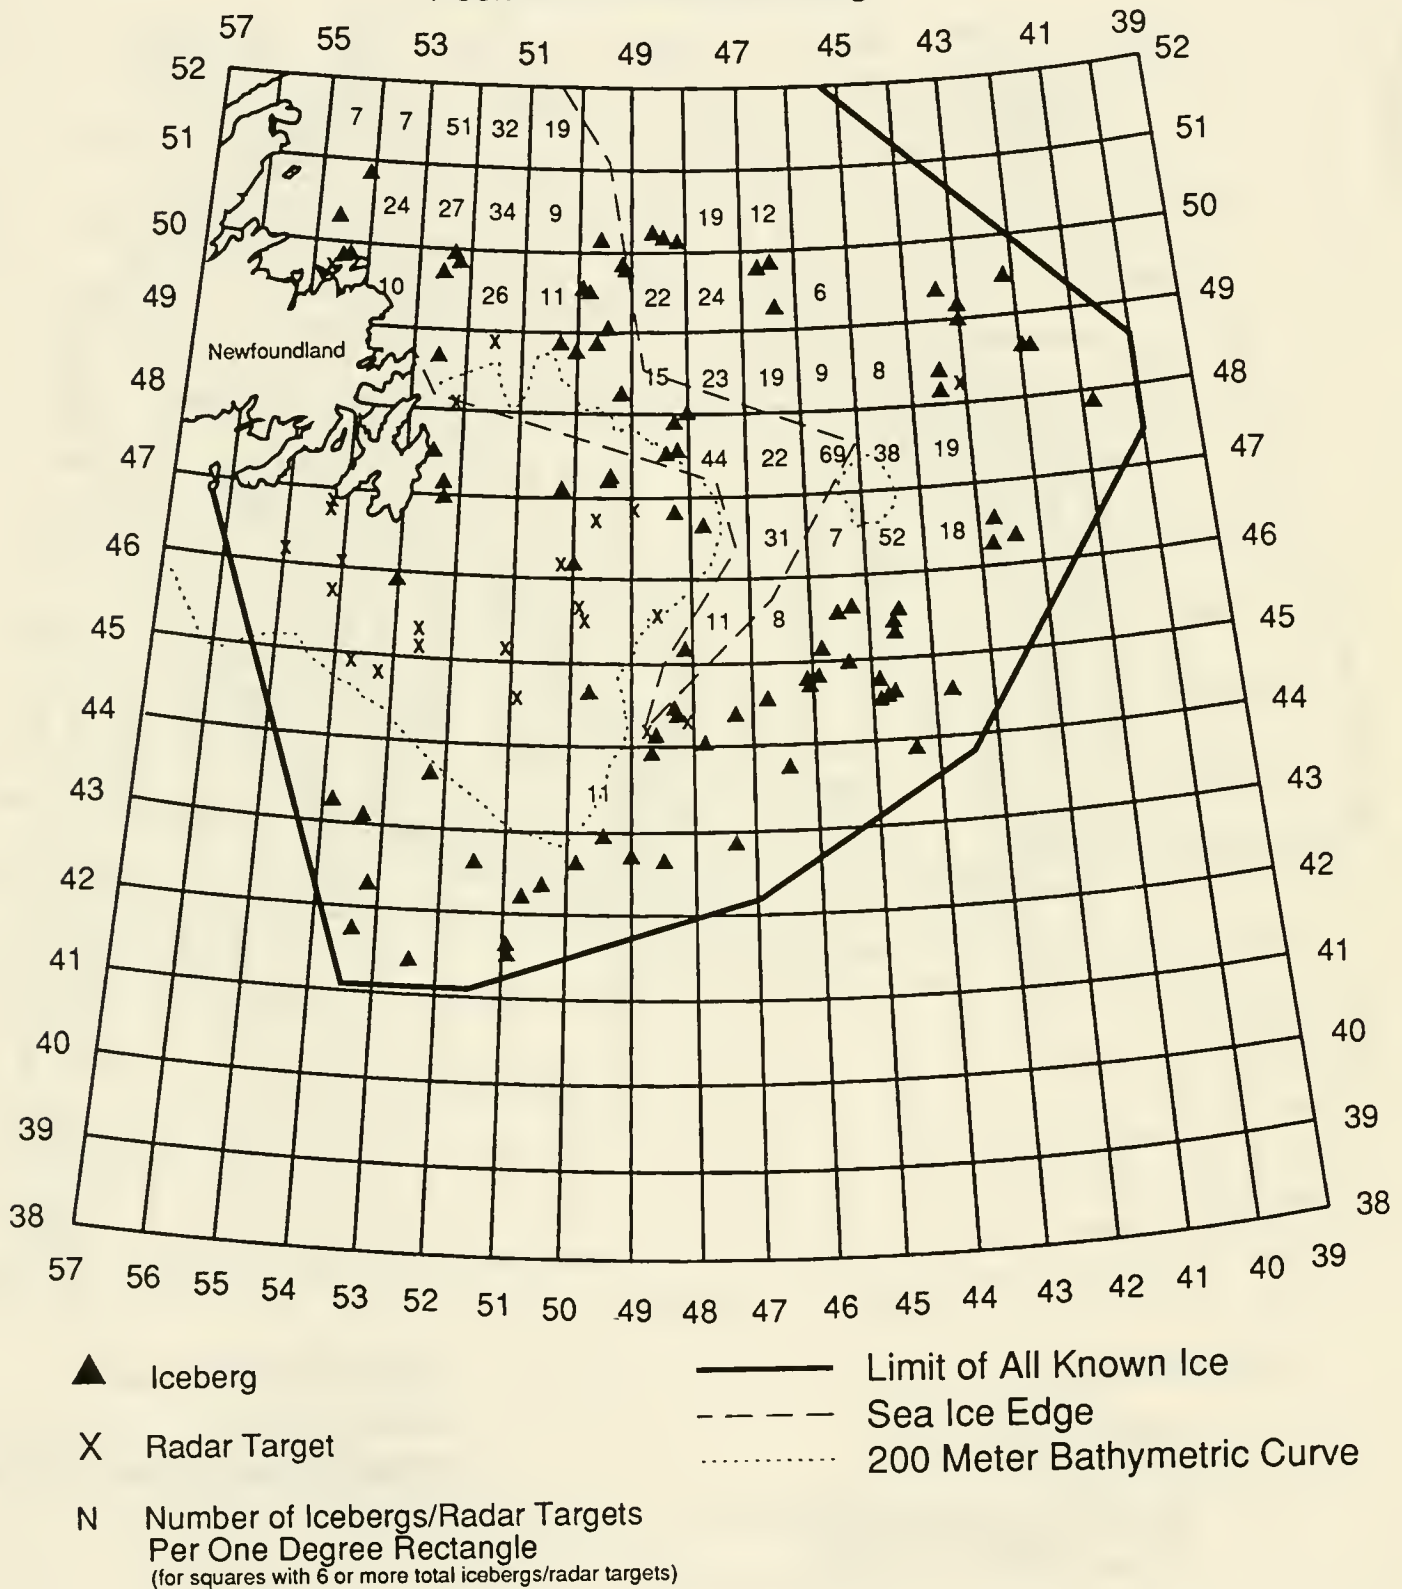 57 55 53 51 49 47 45 43 41 39
52 52
51 7 7 51 32 19 51
50 24 27 34 9 19 12 50
49 10 26 11 22 24 6 49
Newfoundland
48 15 23 19 9 8 48
47 44 22 69 38 19 47
46 31 7 52 18 46
45 11 8 45
44 44
43 11 43
42 42
41 41
40 40
39 39
38 38
57 56 55 54 53 52 51 50 49 48 47 46 45 44 43 42 41 40 39
Iceberg
X Radar Target
N Number of Icebergs/Radar Targets
Per One Degree Rectangle
(for squares with 6 or more total icebergs/radar targets)
Limit of All Known Ice
Sea Ice Edge
200 Meter Bathymetric Curve